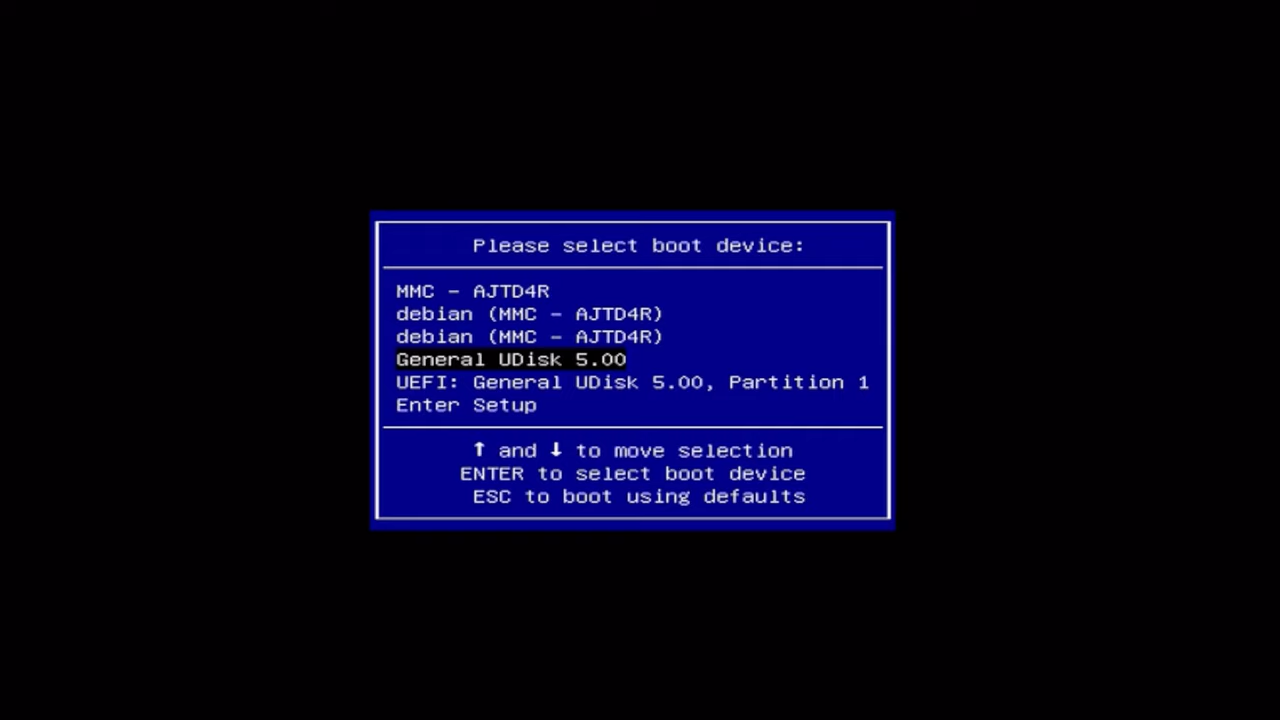 Please select boot device:
MMC - AJTD4R
debian (MMC - AJTD4R)
debian (MMC - AJTD4R)
General UDisk 5.00
UEFI: General UDisk 5.00, Partition 1
Enter Setup
↑ and ↓ to move selection
ENTER to select boot device
ESC to boot using defaults